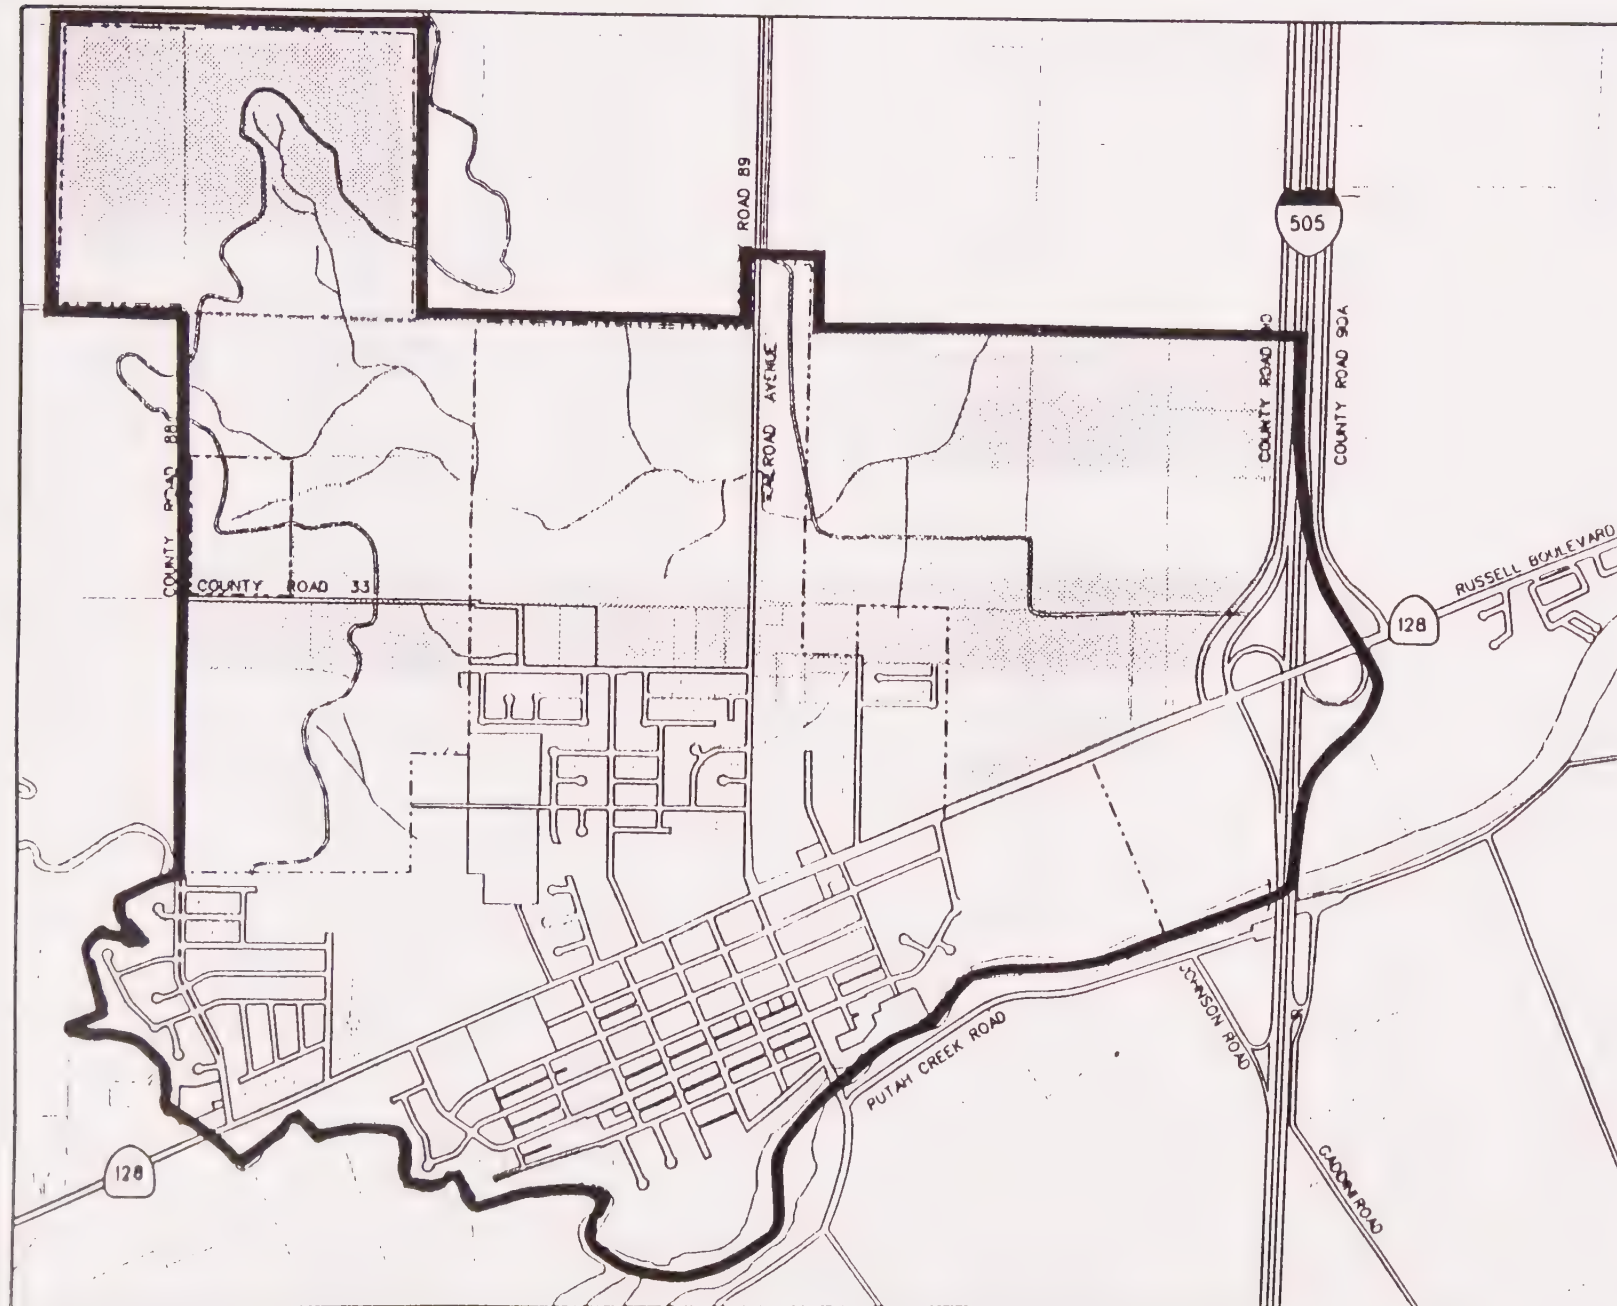 ROAD 89
505
COUNTY ROAD 90
COUNTY ROAD 90A
RAILROAD AVENUE
COUNTY ROAD 88
COUNTY ROAD 33
RUSSELL BOULEVARD
128
PUTAH CREEK ROAD
JOHNSON ROAD
128
GADDINI ROAD